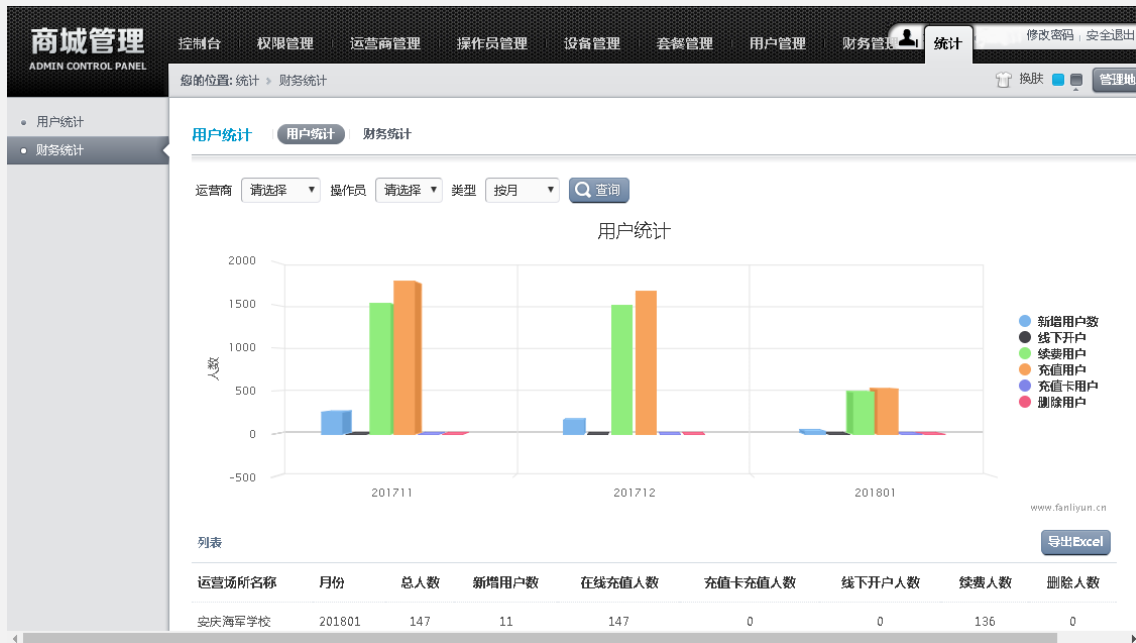 商城管理
ADMIN CONTROL PANEL
控制台 权限管理 运营商管理 操作员管理 设备管理 套餐管理 用户管理 财务管理 统计 修改密码 安全退出
您的位置: 统计 > 财务统计 换肤 管理地
用户统计
财务统计
用户统计 用户统计 财务统计
运营商 请选择 操作员 请选择 类型 按月 查询
用户统计
2000
1500
1000
500
0
-500
人数
201711 201712 201801
新增用户数
线下开户
续费用户
充值用户
充值卡用户
删除用户
www.fanliyun.cn
列表 导出Excel
运营场所名称 月份 总人数 新增用户数 在线充值人数 充值卡充值人数 线下开户人数 续费人数 删除人数
安庆海军学校 201801 147 11 147 0 0 136 0